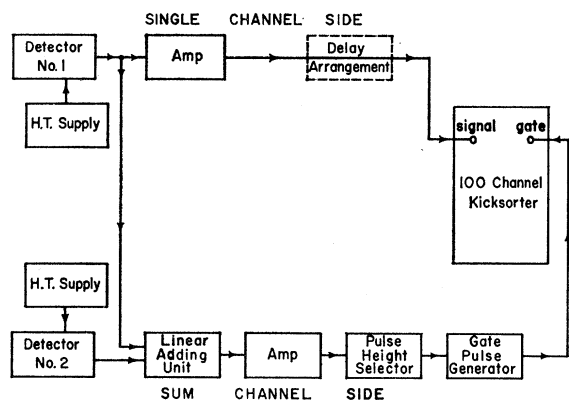 SINGLE CHANNEL SIDE
Detector
No. 1
Amp
Delay
Arrangement
H.T. Supply
signal gate
100 Channel
Kicksorter
H.T. Supply
Detector
No. 2
Linear
Adding
Unit
Amp
Pulse
Height
Selector
Gate
Pulse
Generator
SUM CHANNEL SIDE